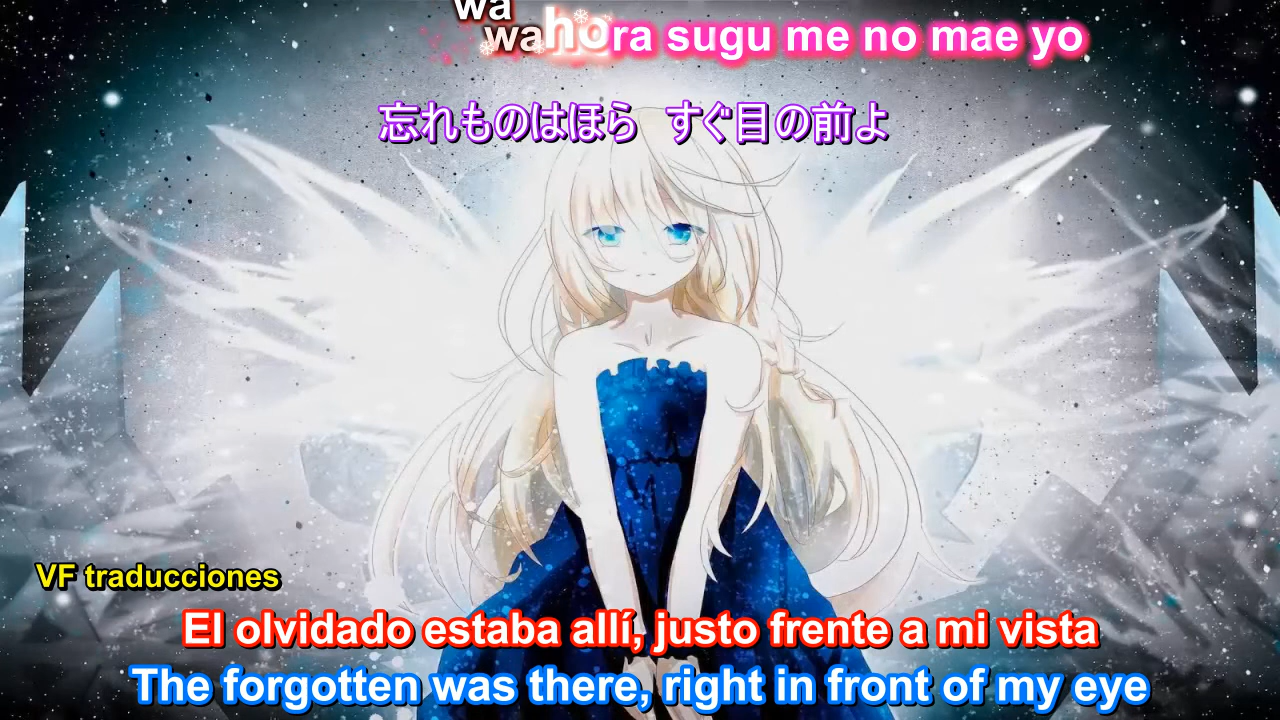 wa
wahora sugu me no mae yo
忘れものはほら　すぐ目の前よ
VF traducciones
El olvidado estaba allí, justo frente a mi vista
The forgotten was there, right in front of my eye